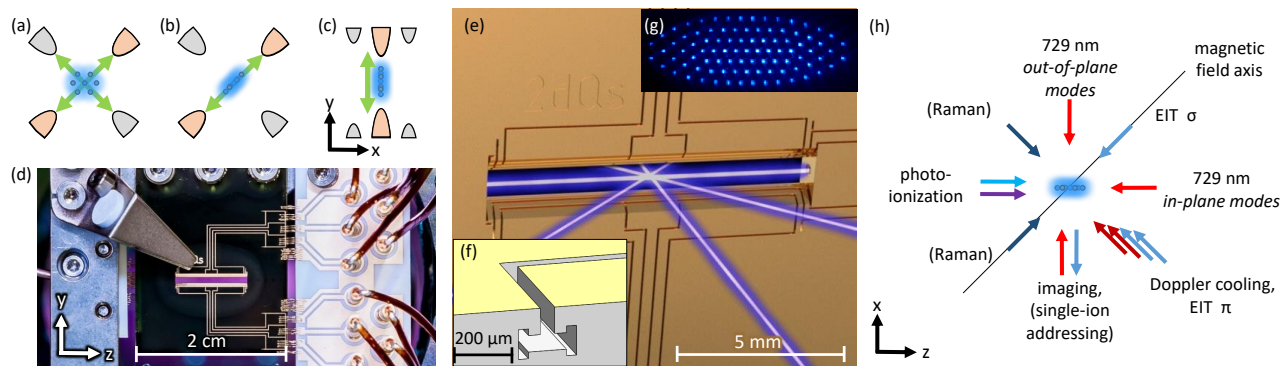 (a)
(b)
(c)
y
x
(d)
Qs
y
z
2 cm
(e)
2dQs
(f)
200 µm
(g)
5 mm
(h)
729 nm
out-of-plane
modes
magnetic
field axis
(Raman)
EIT σ
photo-
ionization
729 nm
in-plane modes
(Raman)
imaging,
(single-ion
addressing)
Doppler cooling,
EIT π
x
z